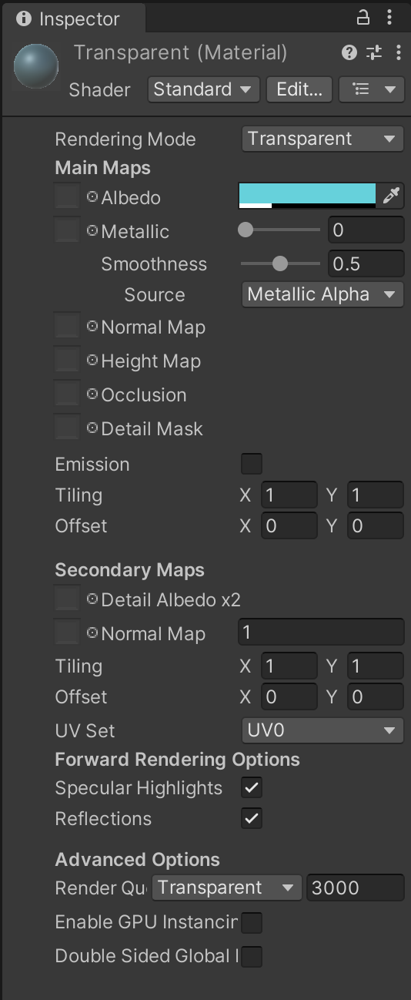 Inspector
Transparent (Material)
Shader Standard Edit...
Rendering Mode Transparent
Main Maps
Albedo
Metallic 0
Smoothness 0.5
Source Metallic Alpha
Normal Map
Height Map
Occlusion
Detail Mask
Emission
Tiling X 1 Y 1
Offset X 0 Y 0
Secondary Maps
Detail Albedo x2
Normal Map 1
Tiling X 1 Y 1
Offset X 0 Y 0
UV Set UV0
Forward Rendering Options
Specular Highlights
Reflections
Advanced Options
Render Qu Transparent 3000
Enable GPU Instancin
Double Sided Global I